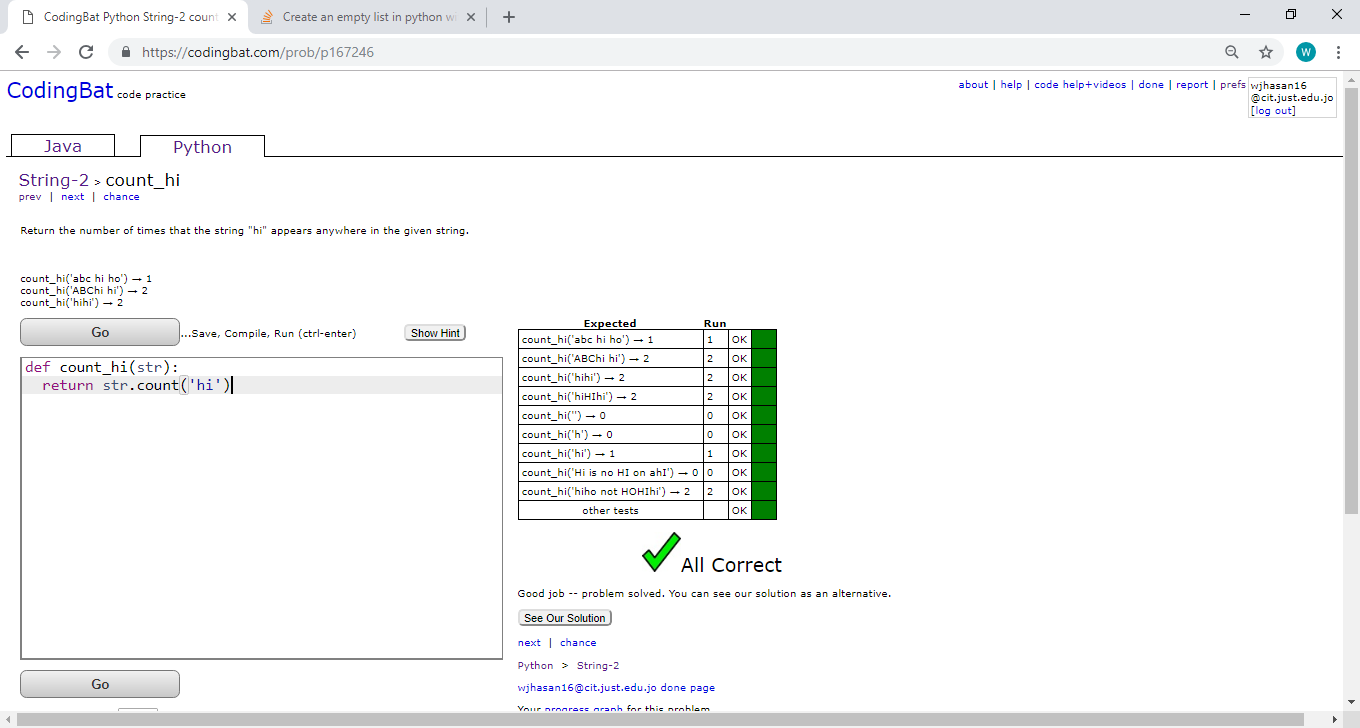 CodingBat Python String-2 count
Create an empty list in python wi
https://codingbat.com/prob/p167246
W
CodingBat code practice
about | help | code help+videos | done | report | prefs
wjhasan16
@cit.just.edu.jo
[log out]
Java
Python
String-2 > count_hi
prev | next | chance
Return the number of times that the string "hi" appears anywhere in the given string.
count_hi('abc hi ho') → 1
count_hi('ABChi hi') → 2
count_hi('hihi') → 2
Go ...Save, Compile, Run (ctrl-enter) Show Hint
def count_hi(str):
return str.count('hi')
Go
Expected Run
count_hi('abc hi ho') → 1 1 OK
count_hi('ABChi hi') → 2 2 OK
count_hi('hihi') → 2 2 OK
count_hi('hiHIhi') → 2 2 OK
count_hi('') → 0 0 OK
count_hi('h') → 0 0 OK
count_hi('hi') → 1 1 OK
count_hi('Hi is no HI on ahI') → 0 0 OK
count_hi('hiho not HOHIhi') → 2 2 OK
other tests OK
All Correct
Good job -- problem solved. You can see our solution as an alternative.
See Our Solution
next | chance
Python > String-2
wjhasan16@cit.just.edu.jo done page
Your progress graph for this problem